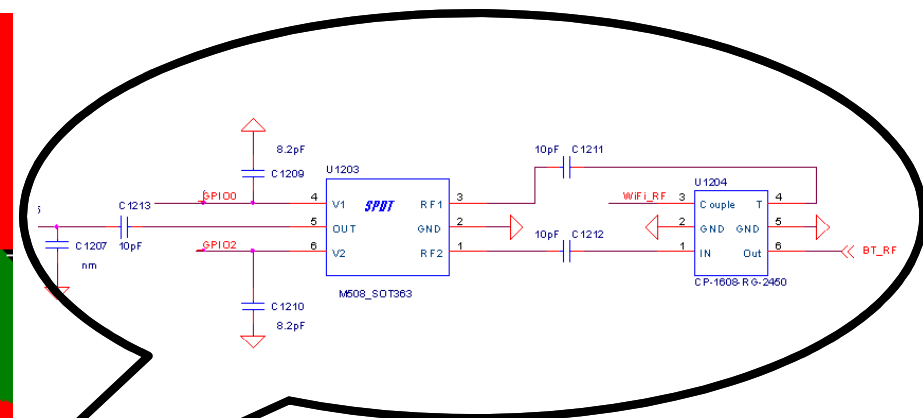 8.2pF
C1209
U1203
10pF C1211
U1204
C1213
GPIO0
4 V1 SPDT RF1 3
WiFi_RF 3 Couple T 4
5 OUT GND 2
2 GND GND 5
C1207
10pF
GPIO2
6 V2 RF2 1
10pF C1212
1 IN Out 6
BT_RF
nm
C1210
8.2pF
M508_SOT363
CP-1608-RG-2450